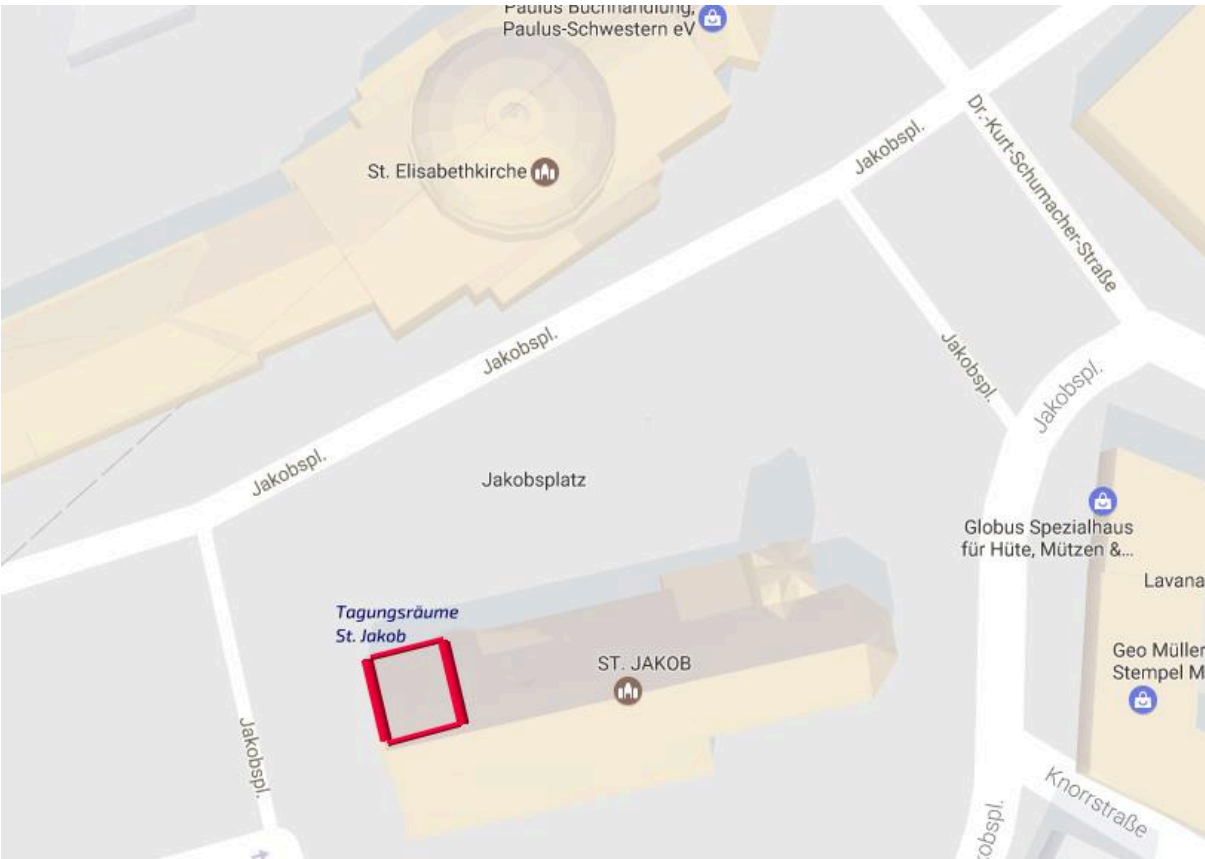 Paulus Buchhandlung,
Paulus-Schwestern eV
St. Elisabethkirche
Jakobspl.
Dr.-Kurt-Schumacher-Straße
Jakobspl.
Jakobspl.
Jakobspl.
Jakobspl.
Jakobsplatz
Globus Spezialhaus
für Hüte, Mützen &...
Lavana
Tagungsräume
St. Jakob
ST. JAKOB
Geo Müller
Stempel M
Jakobspl.
Knorrstraße
kobspl.